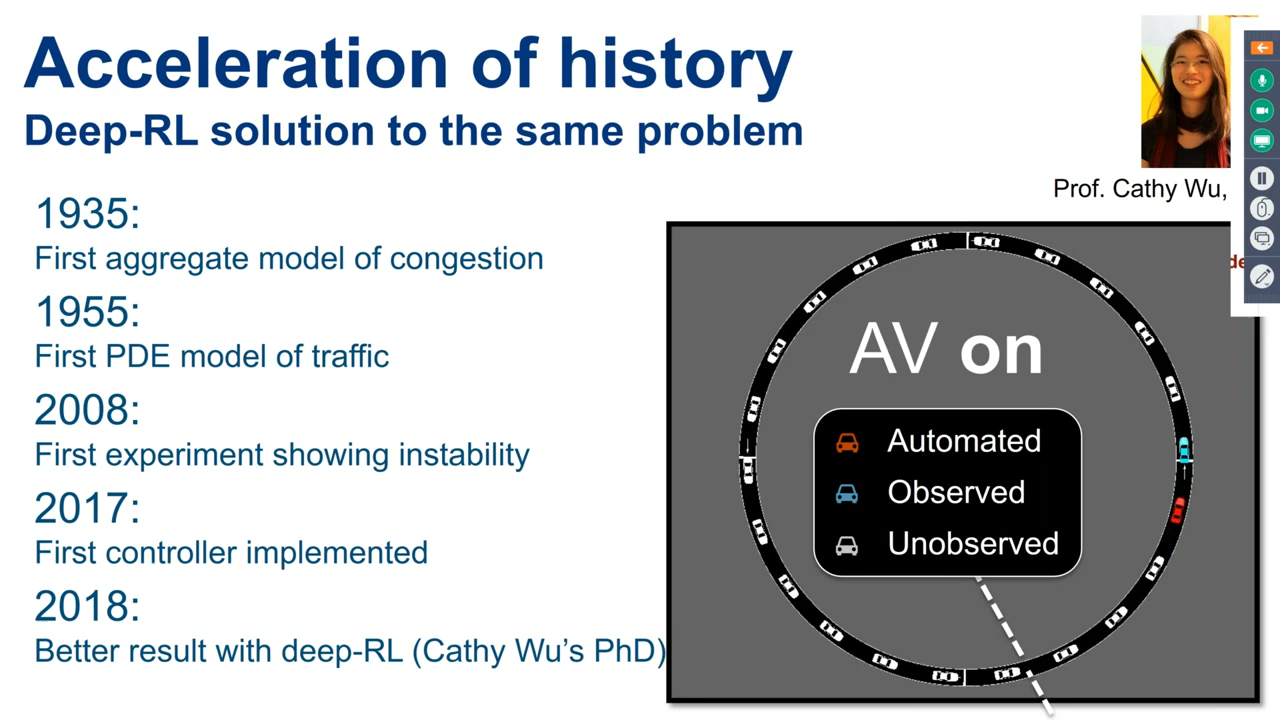 Acceleration of history
Deep-RL solution to the same problem
Prof. Cathy Wu,
1935:
First aggregate model of congestion
1955:
First PDE model of traffic
2008:
First experiment showing instability
2017:
First controller implemented
2018:
Better result with deep-RL (Cathy Wu’s PhD)
AV on
Automated
Observed
Unobserved